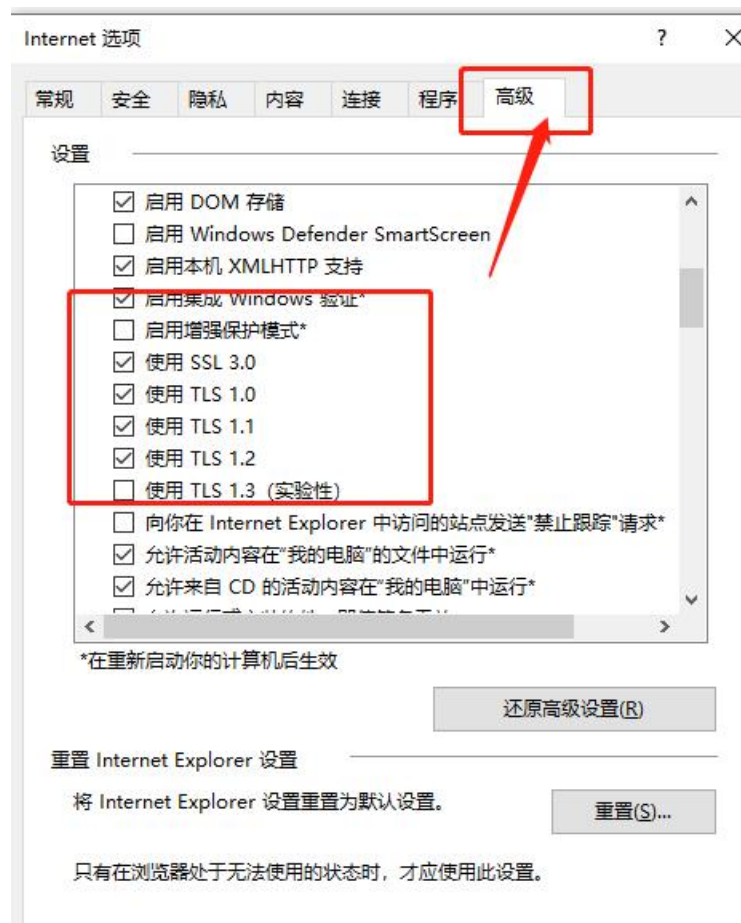 Internet 选项
?
常规 安全 隐私 内容 连接 程序 高级
设置
启用 DOM 存储
启用 Windows Defender SmartScreen
启用本机 XMLHTTP 支持
启用集成 Windows 验证*
启用增强保护模式*
使用 SSL 3.0
使用 TLS 1.0
使用 TLS 1.1
使用 TLS 1.2
使用 TLS 1.3 (实验性)
向你在 Internet Explorer 中访问的站点发送"禁止跟踪"请求*
允许活动内容在"我的电脑"的文件中运行*
允许来自 CD 的活动内容在"我的电脑"中运行*
*在重新启动你的计算机后生效
还原高级设置(R)
重置 Internet Explorer 设置
将 Internet Explorer 设置重置为默认设置。
重置(S)...
只有在浏览器处于无法使用的状态时，才应使用此设置。